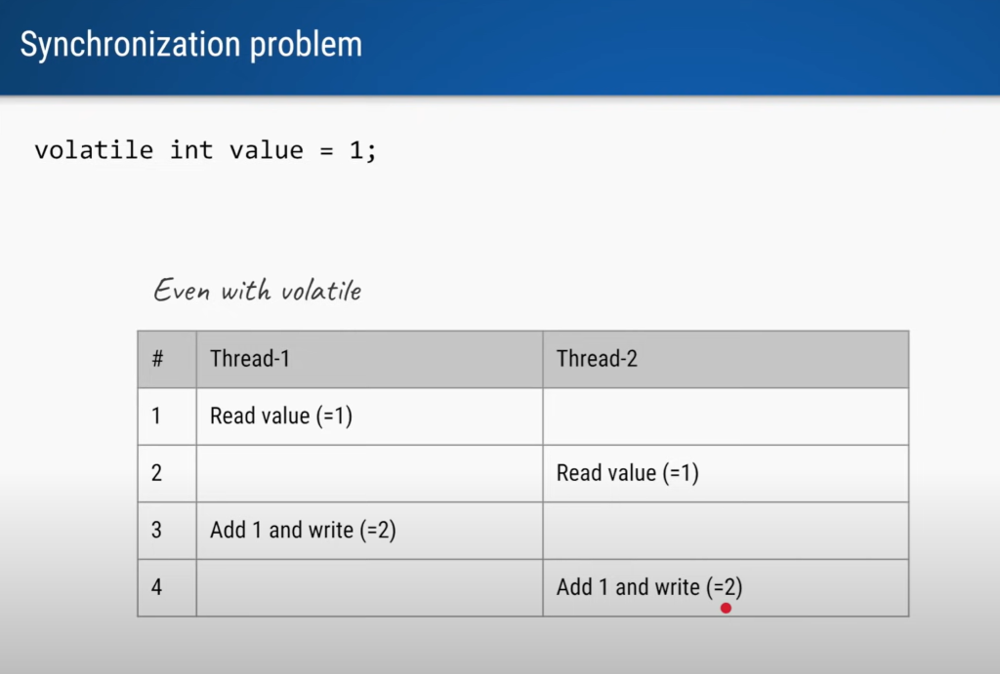 Synchronization problem
volatile int value = 1;
Even with volatile
# Thread-1 Thread-2
1 Read value (=1)
2 Read value (=1)
3 Add 1 and write (=2)
4 Add 1 and write (=2)